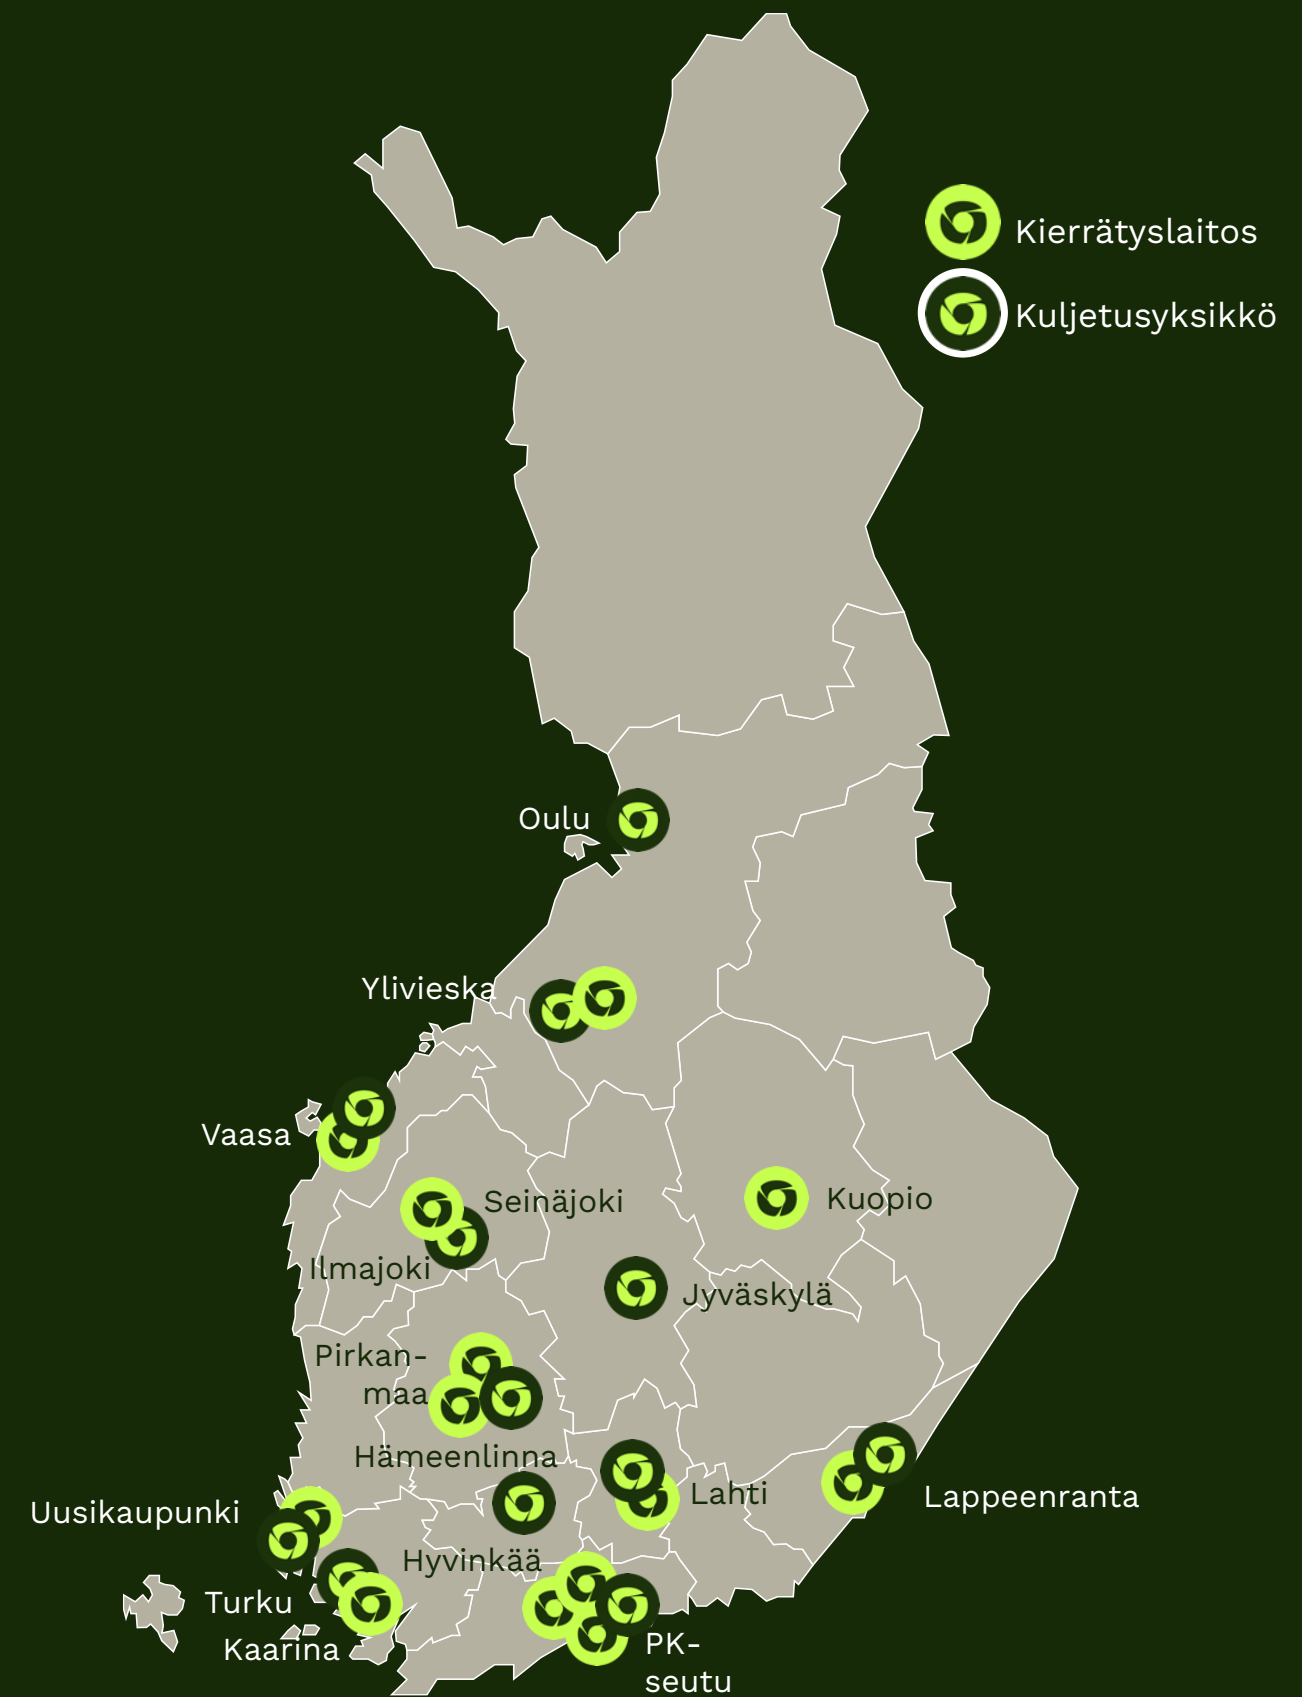 Kierrätyslaitos
Kuljetusyksikkö
Oulu
Ylivieska
Vaasa
Seinäjoki
Kuopio
Ilmajoki
Jyväskylä
Pirkan-
maa
Hämeenlinna
Lahti
Lappeenranta
Uusikaupunki
Hyvinkää
Turku
Kaarina
PK-
seutu